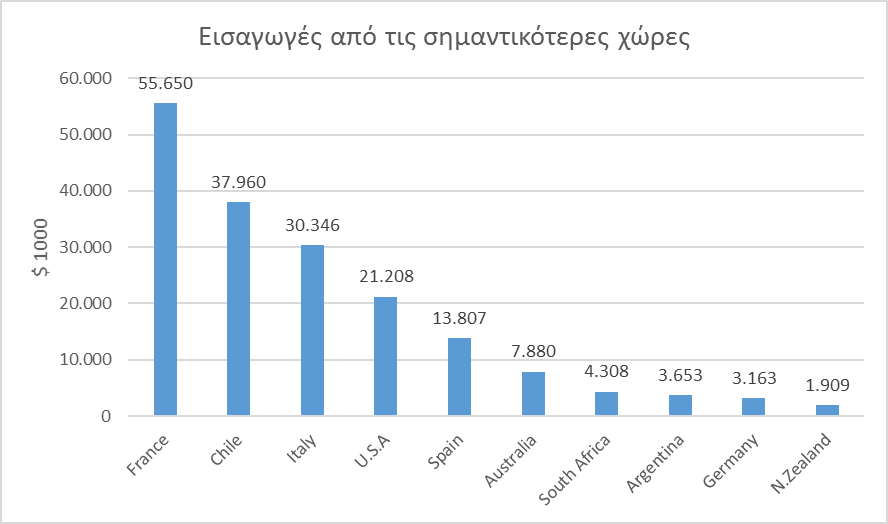 Εισαγωγές από τις σημαντικότερες χώρες
$ 1000
60.000
50.000
40.000
30.000
20.000
10.000
0
55.650
37.960
30.346
21.208
13.807
7.880
4.308
3.653
3.163
1.909
France
Chile
Italy
U.S.A
Spain
Australia
South Africa
Argentina
Germany
N.Zealand